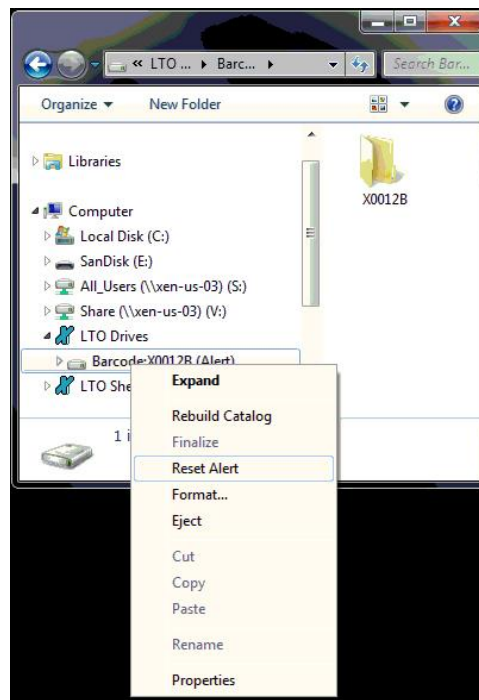 « LTO ... ▸ Barc... ▸
Search Bar...
Organize ▾ New Folder
Libraries
X0012B
Computer
Local Disk (C:)
SanDisk (E:)
All_Users (\\xen-us-03) (S:)
Share (\\xen-us-03) (V:)
LTO Drives
Barcode:X0012B (Alert)
LTO She
1 i
Expand
Rebuild Catalog
Finalize
Reset Alert
Format...
Eject
Cut
Copy
Paste
Rename
Properties